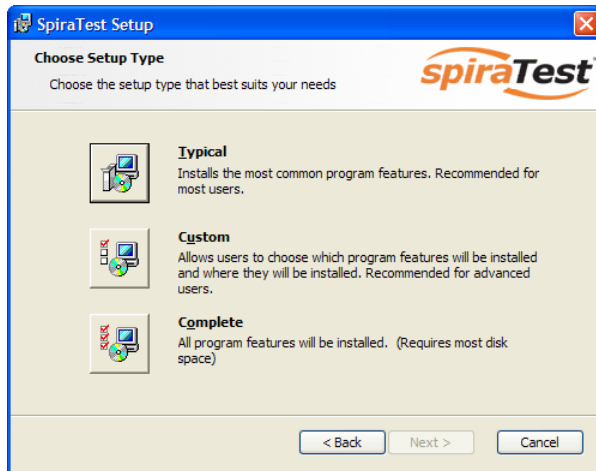 SpiraTest Setup
Choose Setup Type
Choose the setup type that best suits your needs
spiraTest
Typical
Installs the most common program features. Recommended for
most users.
Custom
Allows users to choose which program features will be installed
and where they will be installed. Recommended for advanced
users.
Complete
All program features will be installed. (Requires most disk
space)
< Back
Next >
Cancel